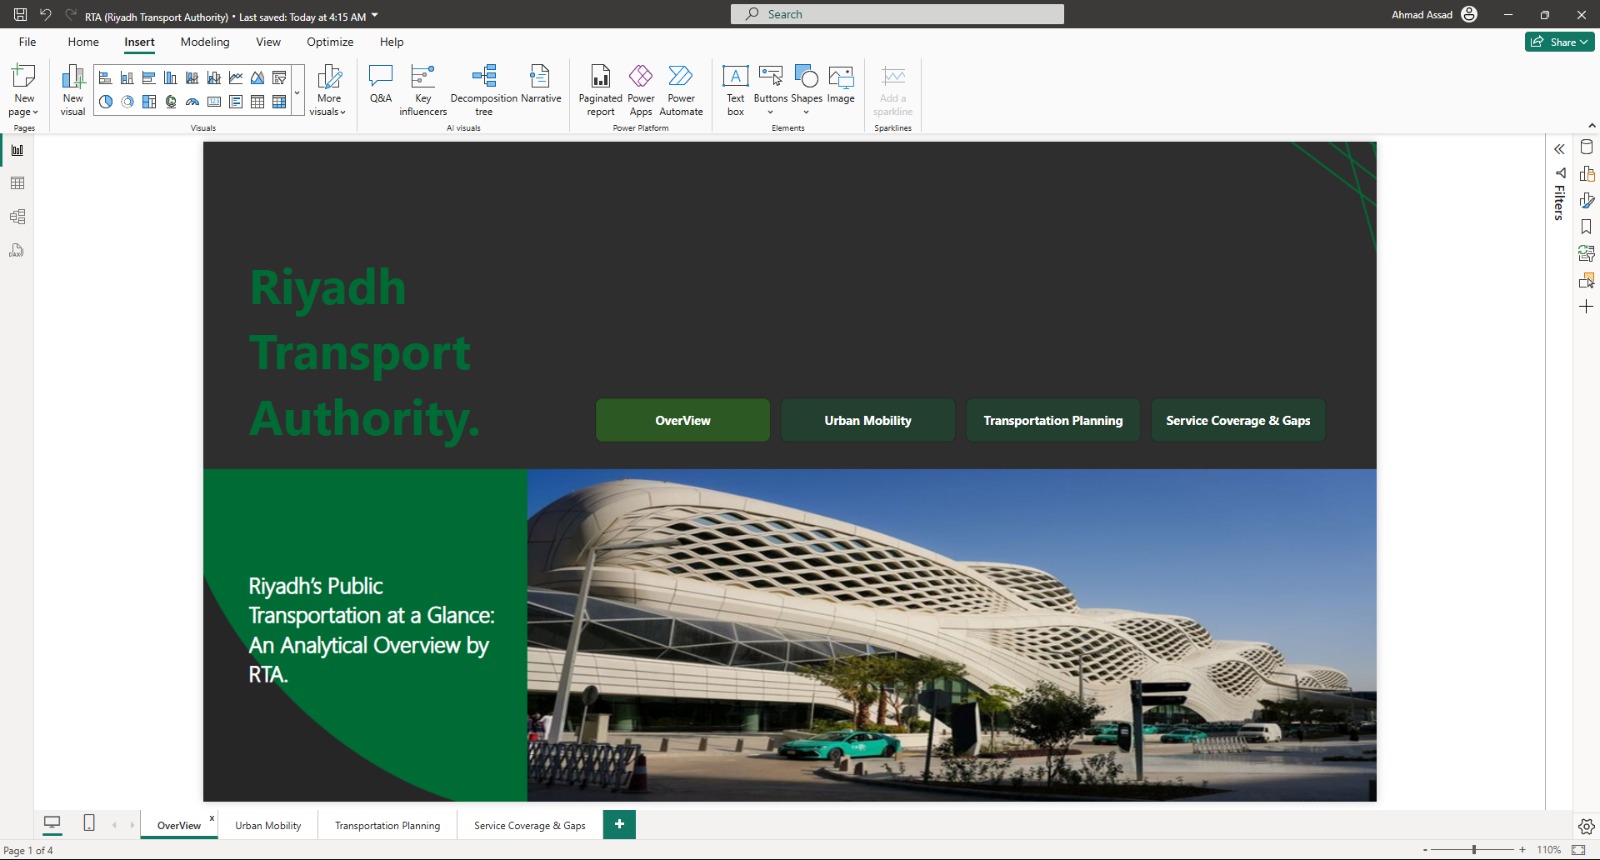 RTA (Riyadh Transport Authority) • Last saved: Today at 4:15 AM
Search
Ahmad Assad
File Home Insert Modeling View Optimize Help
Share
New page
Pages
New visual
More visuals
Visuals
Q&A
Key influencers
Decomposition tree
Narrative
AI visuals
Paginated report
Power Apps
Power Automate
Power Platform
Text box
Buttons
Shapes
Image
Elements
Add a sparkline
Sparklines
Filters
Riyadh
Transport
Authority.
OverView
Urban Mobility
Transportation Planning
Service Coverage & Gaps
Riyadh's Public
Transportation at a Glance:
An Analytical Overview by
RTA.
OverView x
Urban Mobility
Transportation Planning
Service Coverage & Gaps
+
Page 1 of 4
- + 110%